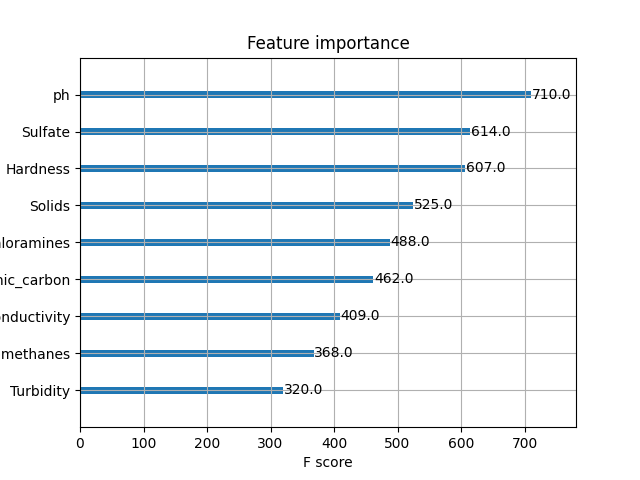 Feature importance
ph
710.0
Sulfate
614.0
Hardness
607.0
Solids
525.0
loramines
488.0
nic_carbon
462.0
nductivity
409.0
methanes
368.0
Turbidity
320.0
0 100 200 300 400 500 600 700
F score